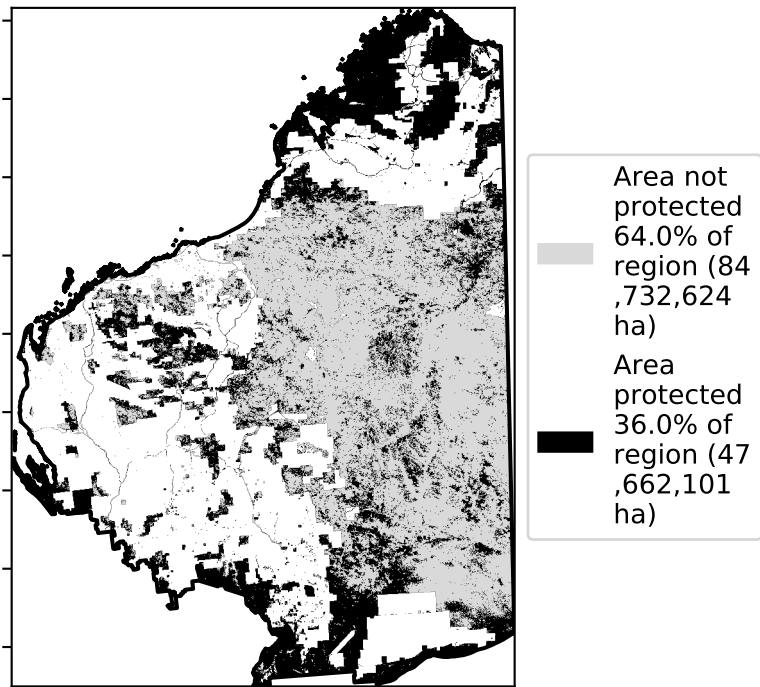 Area not
protected
64.0% of
region (84
,732,624
ha)
Area
protected
36.0% of
region (47
,662,101
ha)